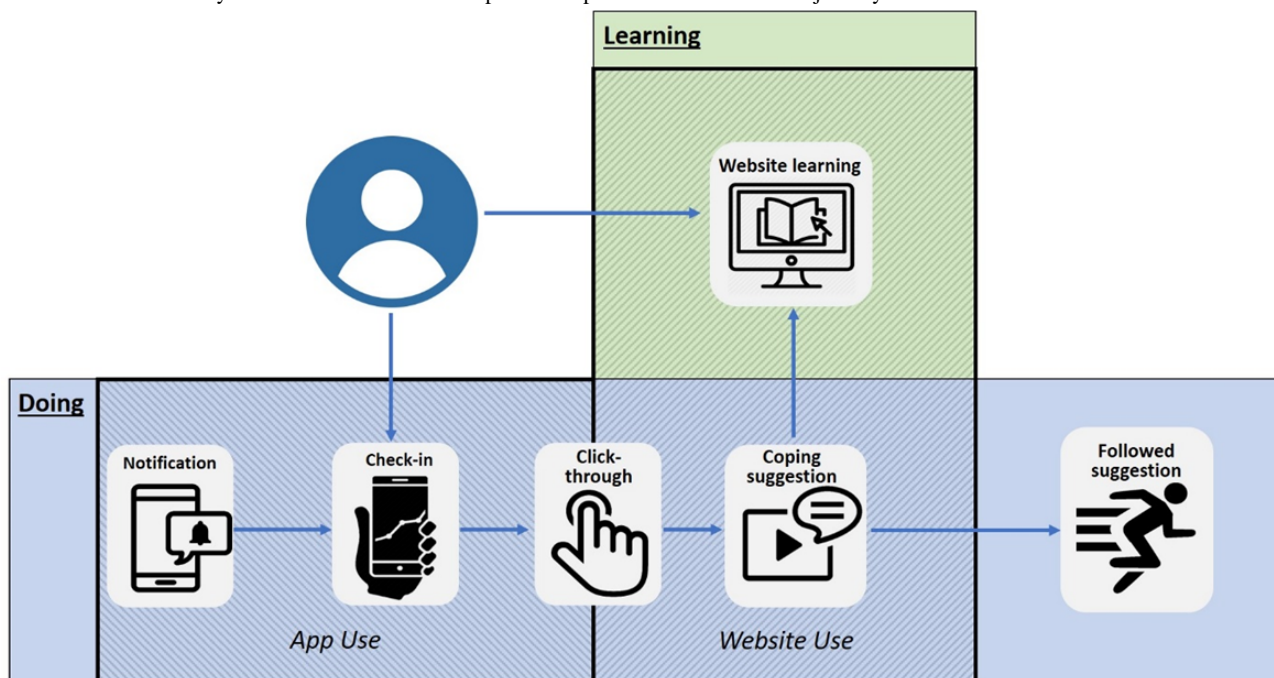 Learning
Website learning
Doing
Notification
Check-in
Click-
through
Coping
suggestion
Followed
suggestion
App Use
Website Use